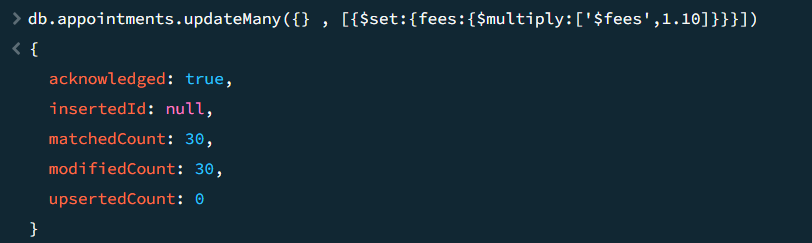 > db.appointments.updateMany({} , [{$set:{fees:{$multiply:['$fees',1.10]}}}])
< {
acknowledged: true,
insertedId: null,
matchedCount: 30,
modifiedCount: 30,
upsertedCount: 0
}